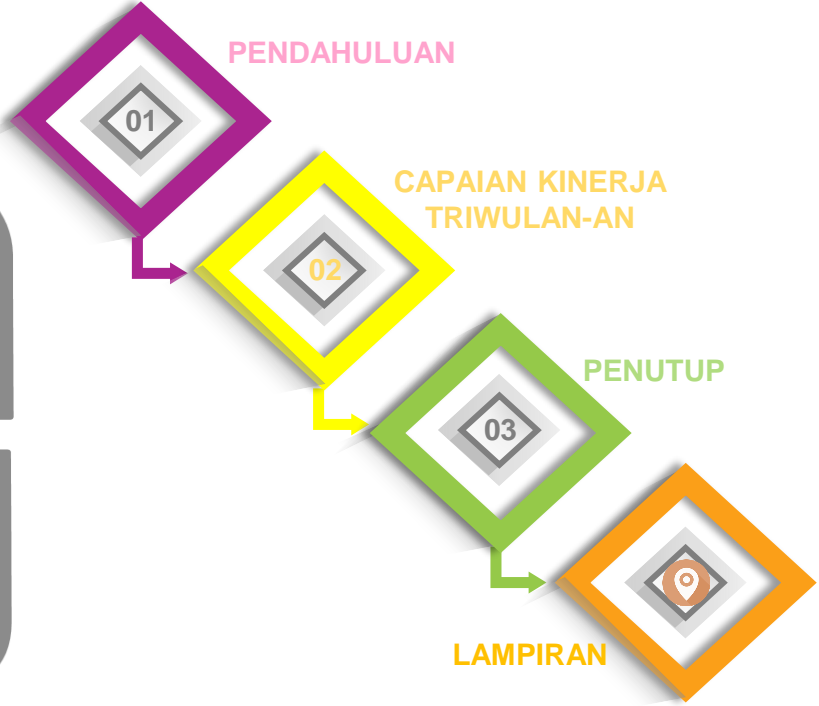 PENDAHULUAN
01
CAPAIAN KINERJA
TRIWULAN-AN
02
PENUTUP
03
LAMPIRAN